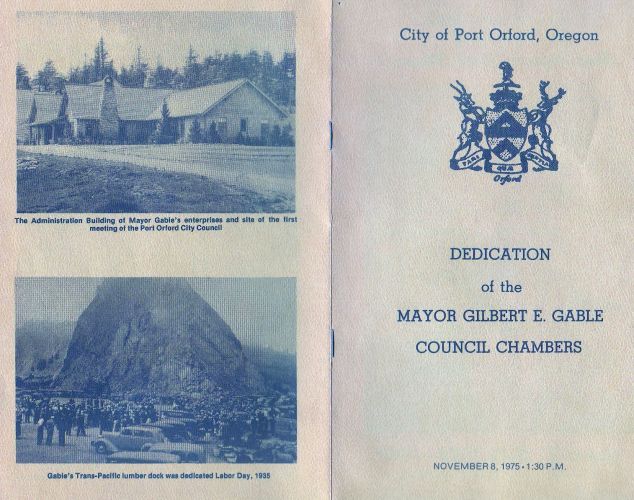 The Administration Building of Mayor Gable's enterprises and site of the first
meeting of the Port Orford City Council
Gable's Trans-Pacific lumber dock was dedicated Labor Day, 1935
City of Port Orford, Oregon
QUÆ
Orford
DEDICATION
of the
MAYOR GILBERT E. GABLE
COUNCIL CHAMBERS
NOVEMBER 8, 1975 • 1:30 P.M.